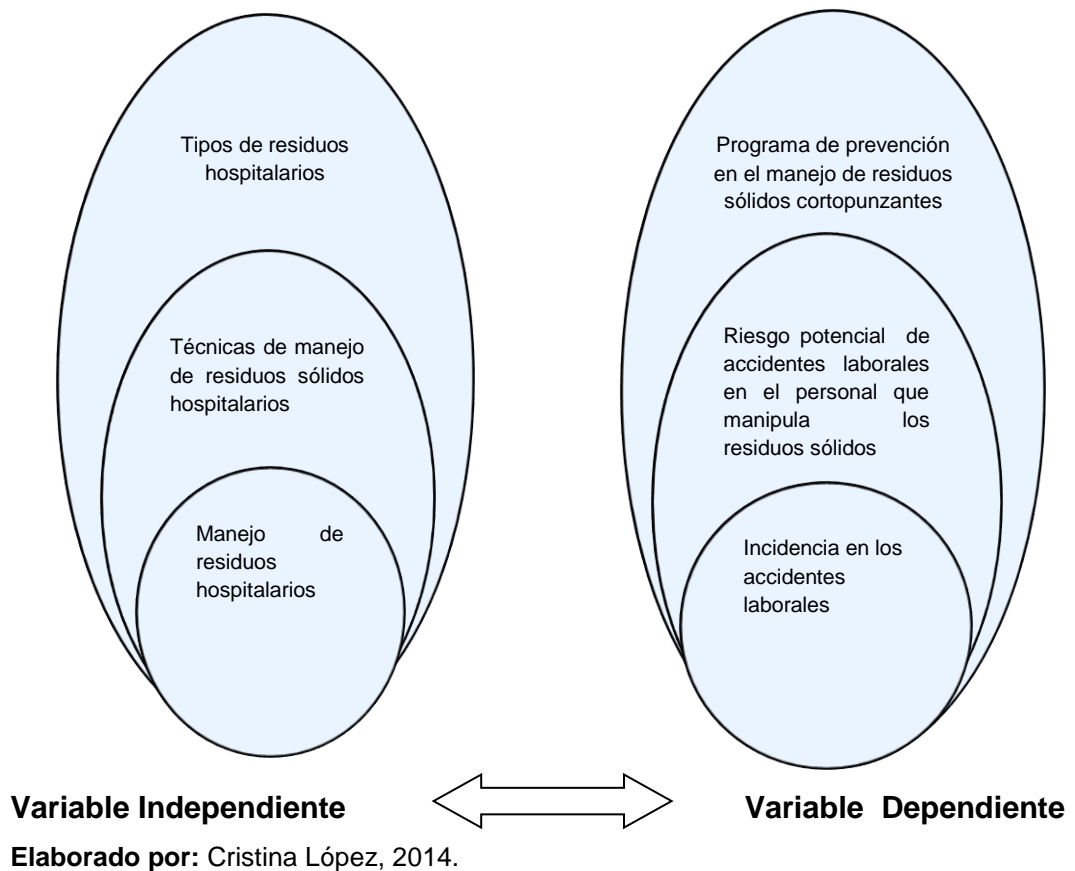 Tipos de residuos
hospitalarios
Técnicas de manejo
de residuos sólidos
hospitalarios
Manejo de
residuos
hospitalarios
Programa de prevención
en el manejo de residuos
sólidos cortopunzantes
Riesgo potencial de
accidentes laborales
en el personal que
manipula los
residuos sólidos
Incidencia en los
accidentes
laborales
Variable Independiente
Variable Dependiente
Elaborado por: Cristina López, 2014.